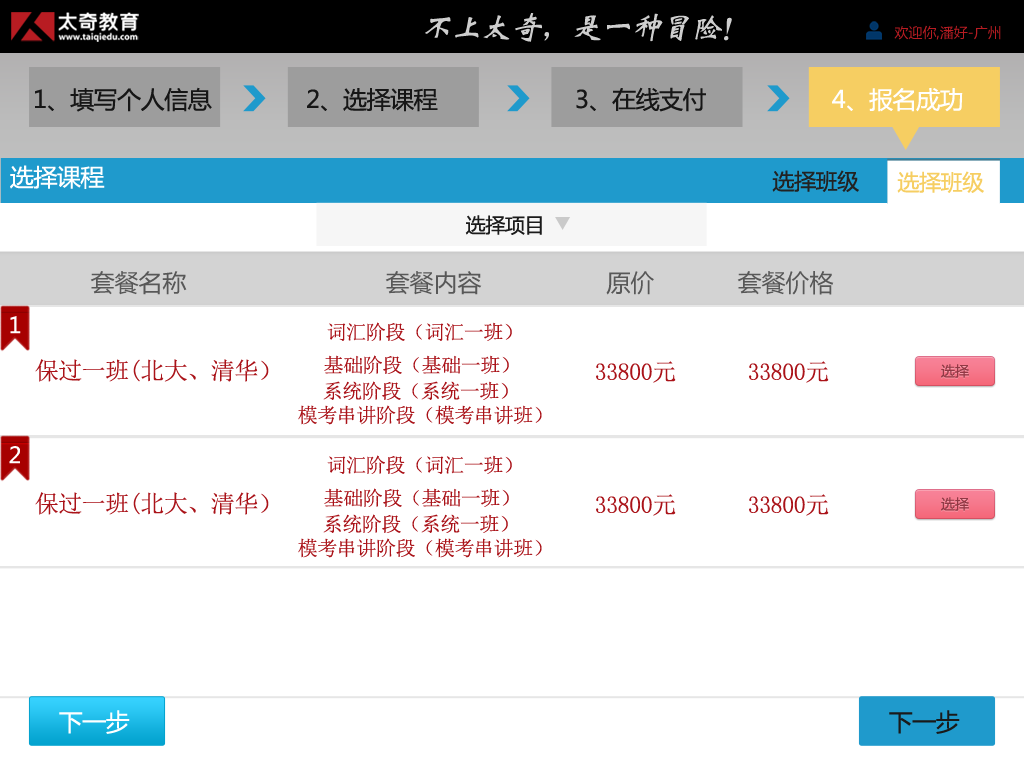 太奇教育
www.taiqiedu.com
不上太奇，是一种冒险！
欢迎你,潘好-广州
1、填写个人信息
2、选择课程
3、在线支付
4、报名成功
选择课程
选择班级
选择班级
选择项目
套餐名称 套餐内容 原价 套餐价格
1
词汇阶段（词汇一班）
基础阶段（基础一班）
系统阶段（系统一班）
模考串讲阶段（模考串讲班）
保过一班(北大、清华）
33800元
33800元
选择
2
词汇阶段（词汇一班）
基础阶段（基础一班）
系统阶段（系统一班）
模考串讲阶段（模考串讲班）
保过一班(北大、清华）
33800元
33800元
选择
下一步
下一步